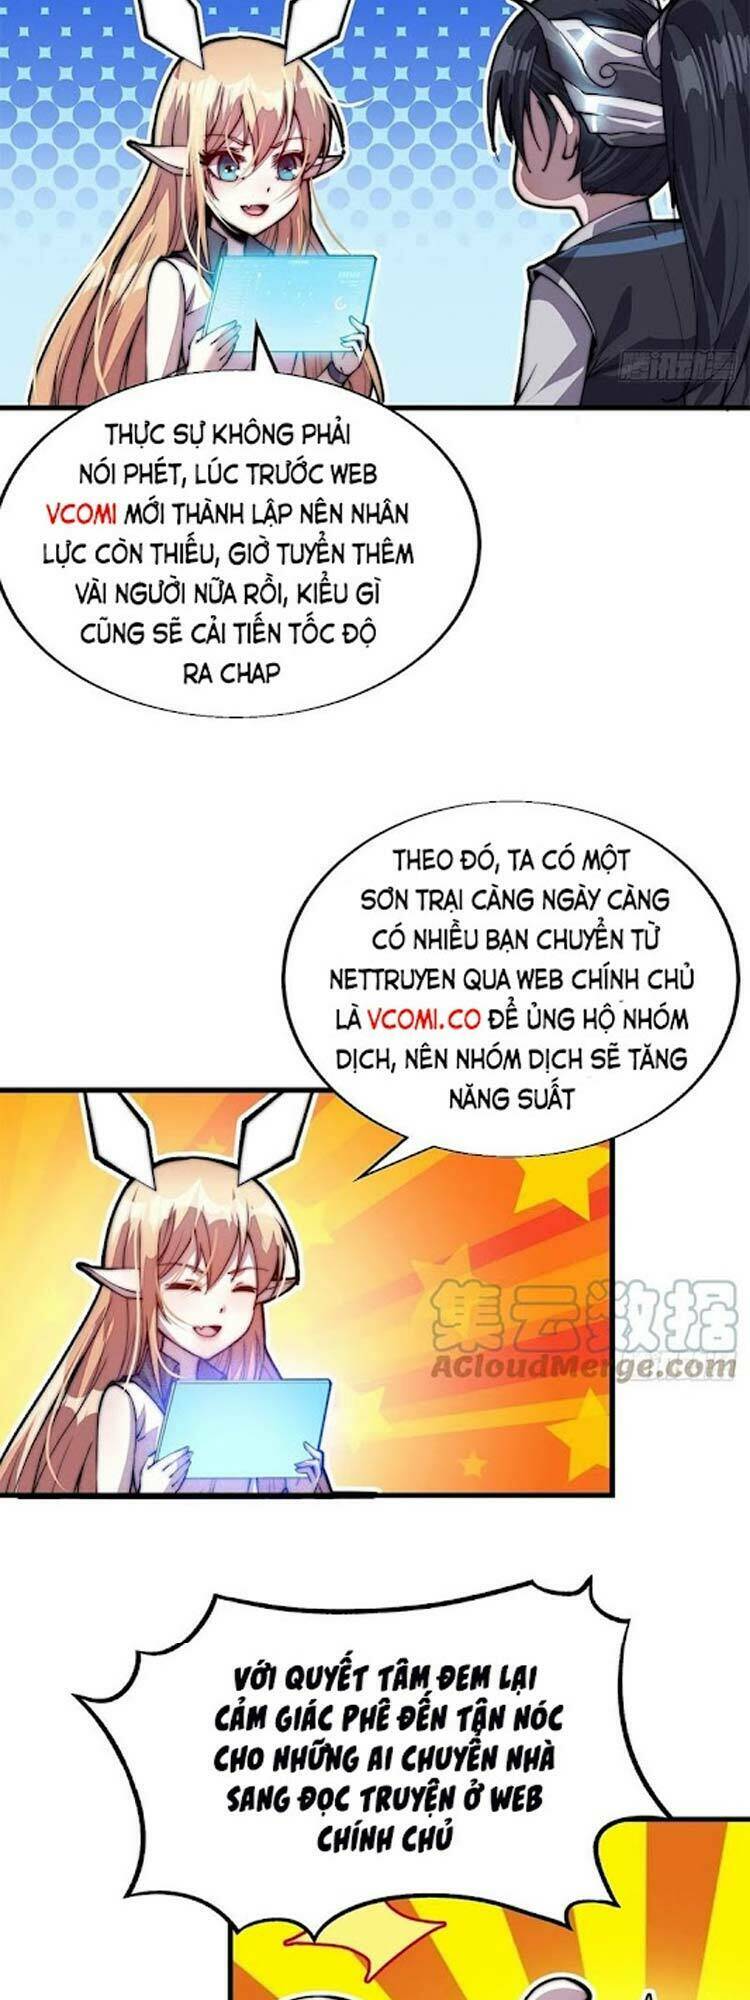 腾讯动漫
THỰC SỰ KHÔNG PHẢI
NÓI PHÉT, LÚC TRƯỚC WEB
VCOMI MỚI THÀNH LẬP NÊN NHÂN
LỰC CÒN THIẾU, GIỜ TUYỂN THÊM
VÀI NGƯỜI NỮA RỒI, KIỂU GÌ
CŨNG SẼ CẢI TIẾN TỐC ĐỘ
RA CHAP
THEO ĐÓ, TA CÓ MỘT
SƠN TRẠI CÀNG NGÀY CÀNG
CÓ NHIỀU BẠN CHUYỂN TỪ
NETTRUYEN QUA WEB CHÍNH CHỦ
LÀ VCOMI.CO ĐỂ ỦNG HỘ NHÓM
DỊCH, NÊN NHÓM DỊCH SẼ TĂNG
NĂNG SUẤT
集云数据
ACloudMerge.com
VỚI QUYẾT TÂM ĐEM LẠI
CẢM GIÁC PHÊ ĐẾN TẬN NÓC
CHO NHỮNG AI CHUYỂN NHÀ
SANG ĐỌC TRUYỆN Ở WEB
CHÍNH CHỦ